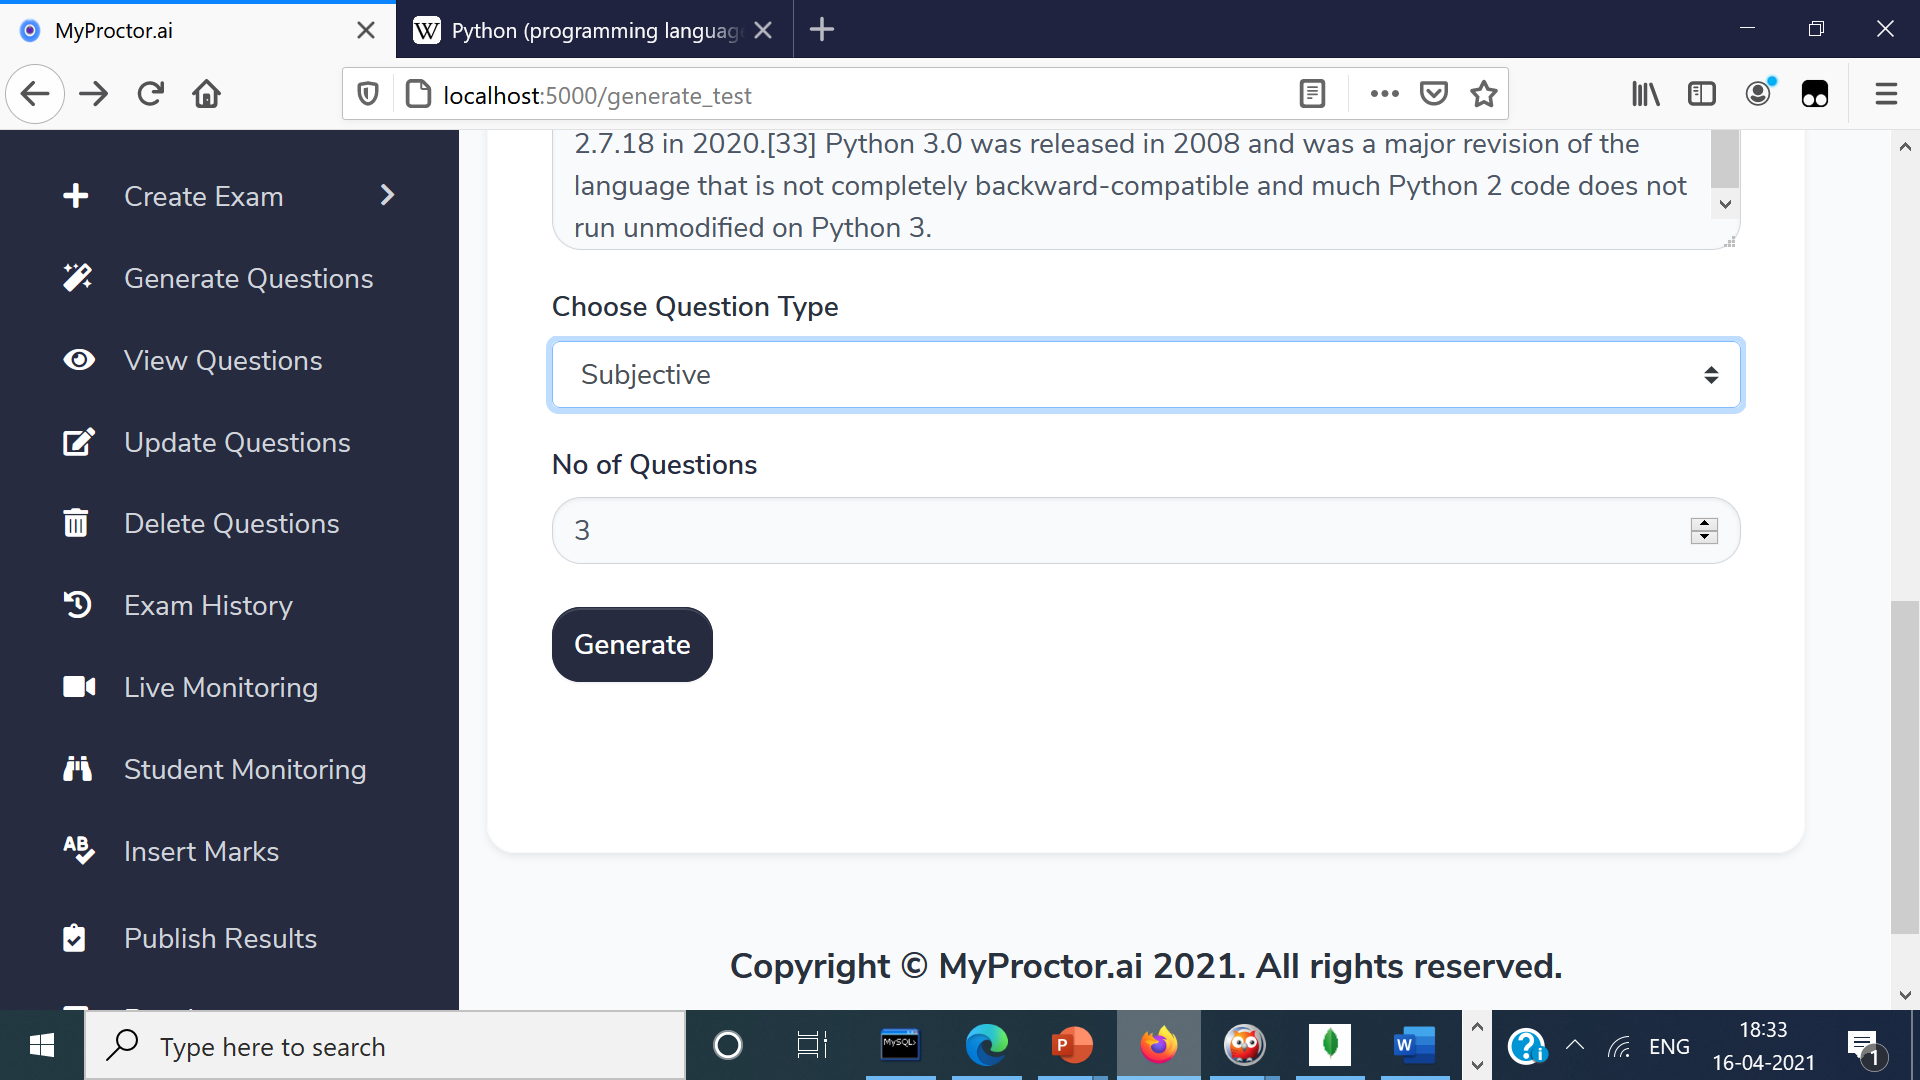 MyProctor.ai
W Python (programming languag
localhost:5000/generate_test
2.7.18 in 2020.[33] Python 3.0 was released in 2008 and was a major revision of the
language that is not completely backward-compatible and much Python 2 code does not
run unmodified on Python 3.
Create Exam
Generate Questions
View Questions
Update Questions
Delete Questions
Exam History
Live Monitoring
Student Monitoring
AB
Insert Marks
Publish Results
Choose Question Type
Subjective
No of Questions
3
Generate
Copyright © MyProctor.ai 2021. All rights reserved.
Type here to search
MySQL>
P
W
ENG
18:33
16-04-2021
1